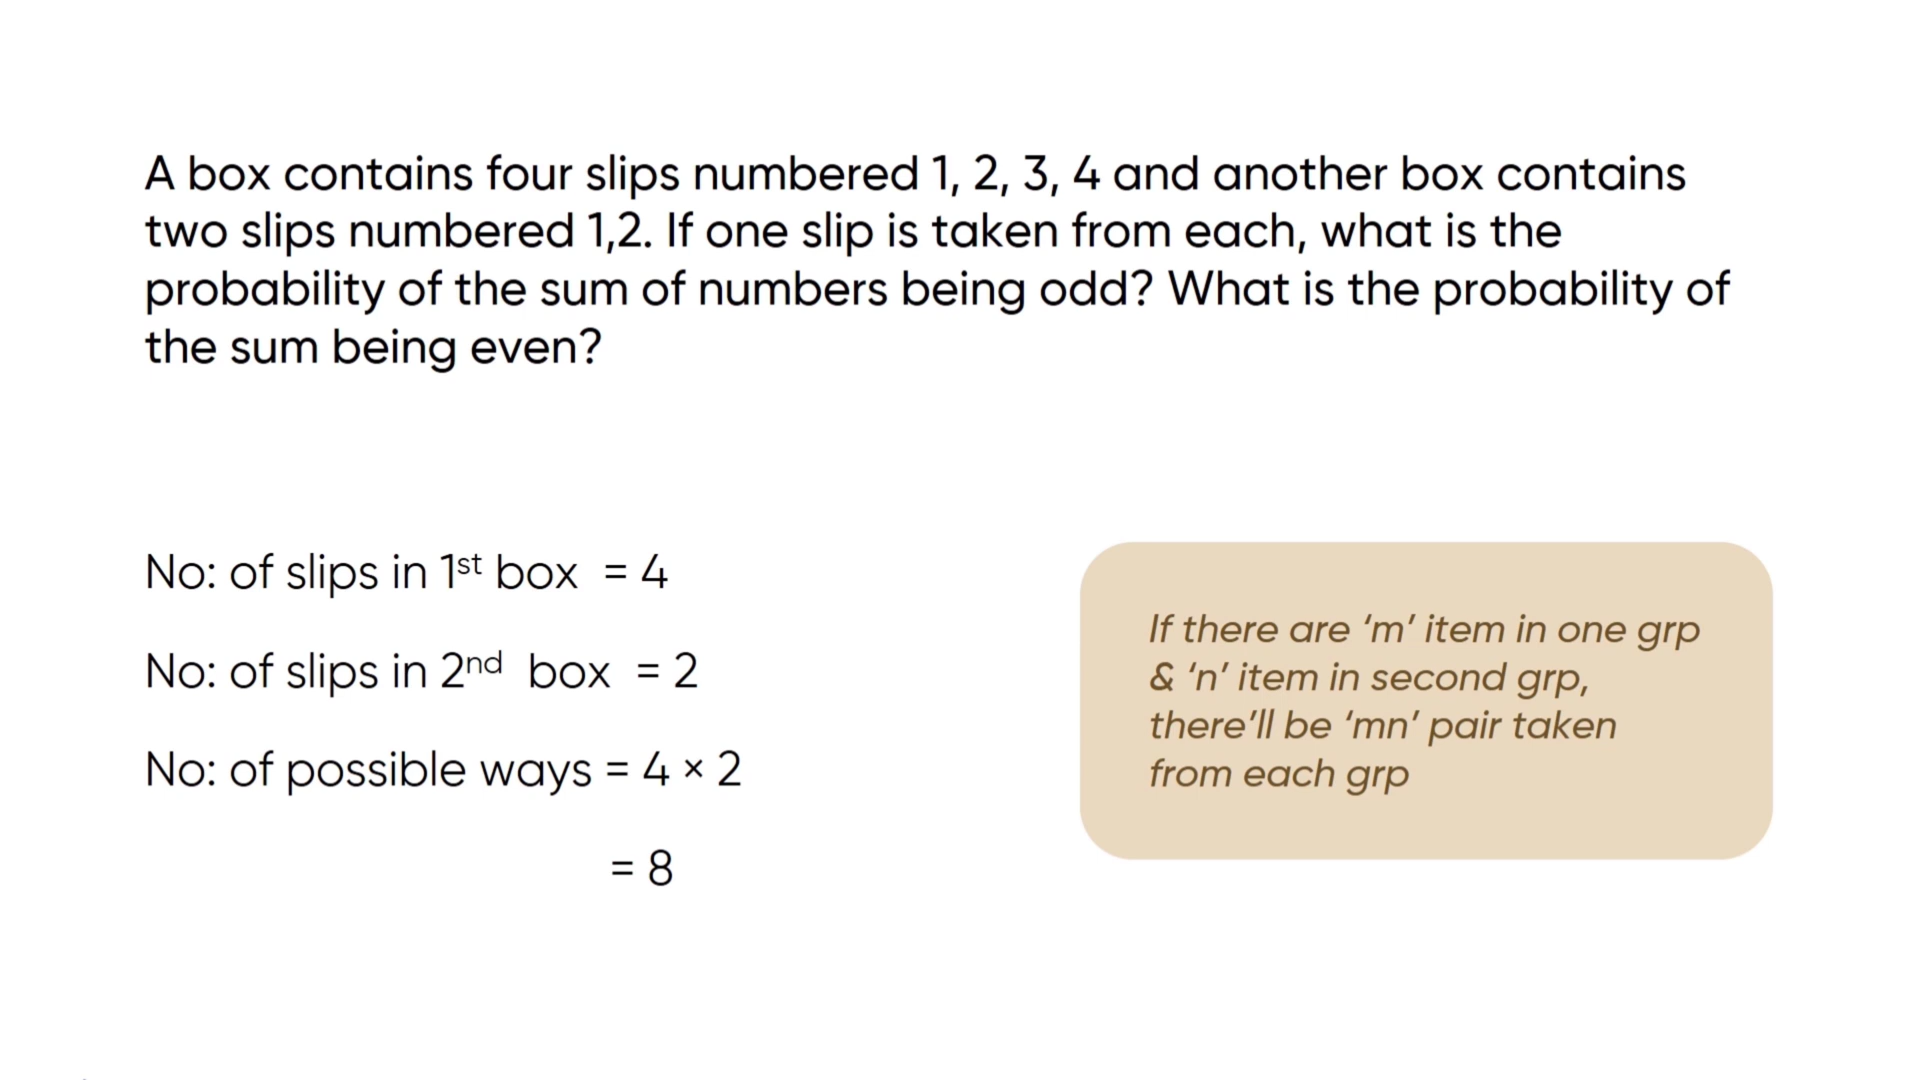 A box contains four slips numbered 1, 2, 3, 4 and another box contains
two slips numbered 1,2. If one slip is taken from each, what is the
probability of the sum of numbers being odd? What is the probability of
the sum being even?
No: of slips in 1st box = 4
No: of slips in 2nd box = 2
No: of possible ways = 4 × 2
= 8
If there are ‘m’ item in one grp
& ‘n’ item in second grp,
there’ll be ‘mn’ pair taken
from each grp